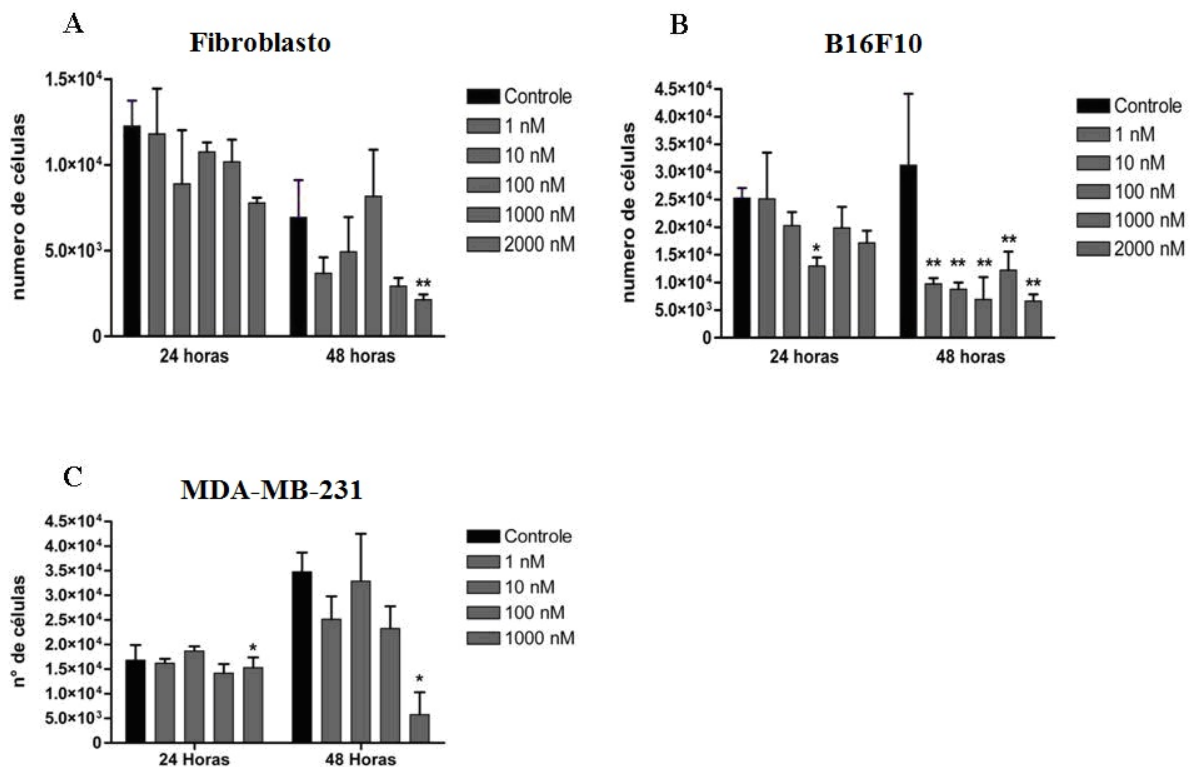 A
Fibroblasto
numero de células
1.5×10⁴
1.0×10⁴
5.0×10³
0
**
24 horas
48 horas
Controle
1 nM
10 nM
100 nM
1000 nM
2000 nM
B
B16F10
numero de células
4.5×10⁴
4.0×10⁴
3.5×10⁴
3.0×10⁴
2.5×10⁴
2.0×10⁴
1.5×10⁴
1.0×10⁴
5.0×10³
0
*
** ** ** ** **
24 horas
48 horas
Controle
1 nM
10 nM
100 nM
1000 nM
2000 nM
C
MDA-MB-231
n° de células
4.5×10⁴
4.0×10⁴
3.5×10⁴
3.0×10⁴
2.5×10⁴
2.0×10⁴
1.5×10⁴
1.0×10⁴
5.0×10³
0
*
*
24 Horas
48 Horas
Controle
1 nM
10 nM
100 nM
1000 nM